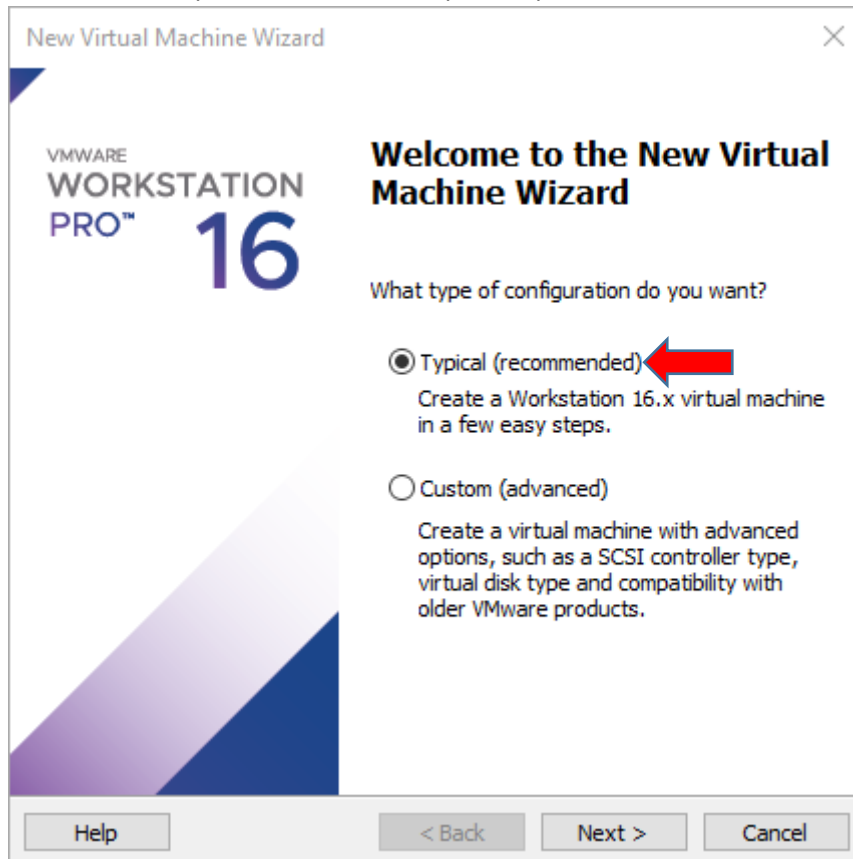 New Virtual Machine Wizard
VMWARE
WORKSTATION
PRO™ 16
Welcome to the New Virtual
Machine Wizard
What type of configuration do you want?
Typical (recommended)
Create a Workstation 16.x virtual machine
in a few easy steps.
Custom (advanced)
Create a virtual machine with advanced
options, such as a SCSI controller type,
virtual disk type and compatibility with
older VMware products.
Help
< Back
Next >
Cancel